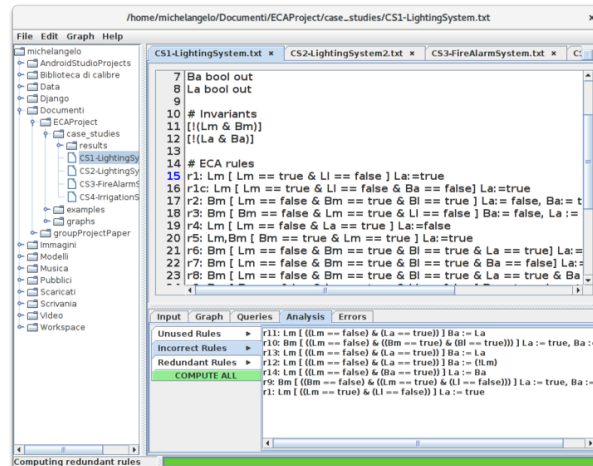 /home/michelangelo/Documenti/ECAProject/case_studies/CS1-LightingSystem.txt
File Edit Graph Help
michelangelo
AndroidStudioProjects
Biblioteca di calibre
Data
Django
Documenti
ECAProject
case_studies
results
CS1-LightingSy
CS2-LightingSy
CS3-FireAlarmS
CS4-IrrigationS
examples
graphs
groupProjectPaper
Immagini
Modelli
Musica
Pubblici
Scaricati
Scrivania
Video
Workspace
CS1-LightingSystem.txt × CS2-LightingSystem2.txt × CS3-FireAlarmSystem.txt ×
7 Ba bool out
8 La bool out
9
10 # Invariants
11 [!(Lm & Bm)]
12 [!(La & Ba)]
13
14 # ECA rules
15 r1: Lm [ Lm == true & Ll == false ] La:=true
16 r1c: Lm [ Lm == true & Ll == false & Ba == false] La:=true
17 r2: Bm [ Lm == false & Bm == true & Bl == true ] La:= false, Ba:= t
18 r3: Bm [ Bm == false & Lm == true & Ll == false ] Ba:= false, La :=
19 r4: Lm [ Lm == false & La == true ] La:=false
20 r5: Lm,Bm [ Bm == true & Lm == true ] La:=true
21 r6: Bm [ Lm == false & Bm == true & Bl == true & La == true] La:=
22 r7: Bm [ Lm == false & Bm == true & Bl == true & Ba == false] La:=
23 r8: Bm [ Lm == false & Bm == true & Bl == true & La == true & Ba
Input Graph Queries Analysis Errors
Unused Rules
Incorrect Rules
Redundant Rules
COMPUTE ALL
r11: Lm [ ((Lm == false) & (La == true)) ] Ba := La
r10: Bm [ ((Lm == false) & ((Bm == true) & (Bl == true))) ] La := true, Ba :=
r13: Lm [ ((Lm == false) & (La == true)) ] Ba := La
r12: Lm [ ((Lm == false) & (La == true)) ] Ba := (!Lm)
r14: Lm [ ((Lm == false) & (Ba == true)) ] La := Ba
r9: Bm [ ((Bm == false) & ((Lm == true) & (Ll == false))) ] La := true, Ba :=
r1: Lm [ ((Lm == true) & (Ll == false)) ] La := true
Computing redundant rules